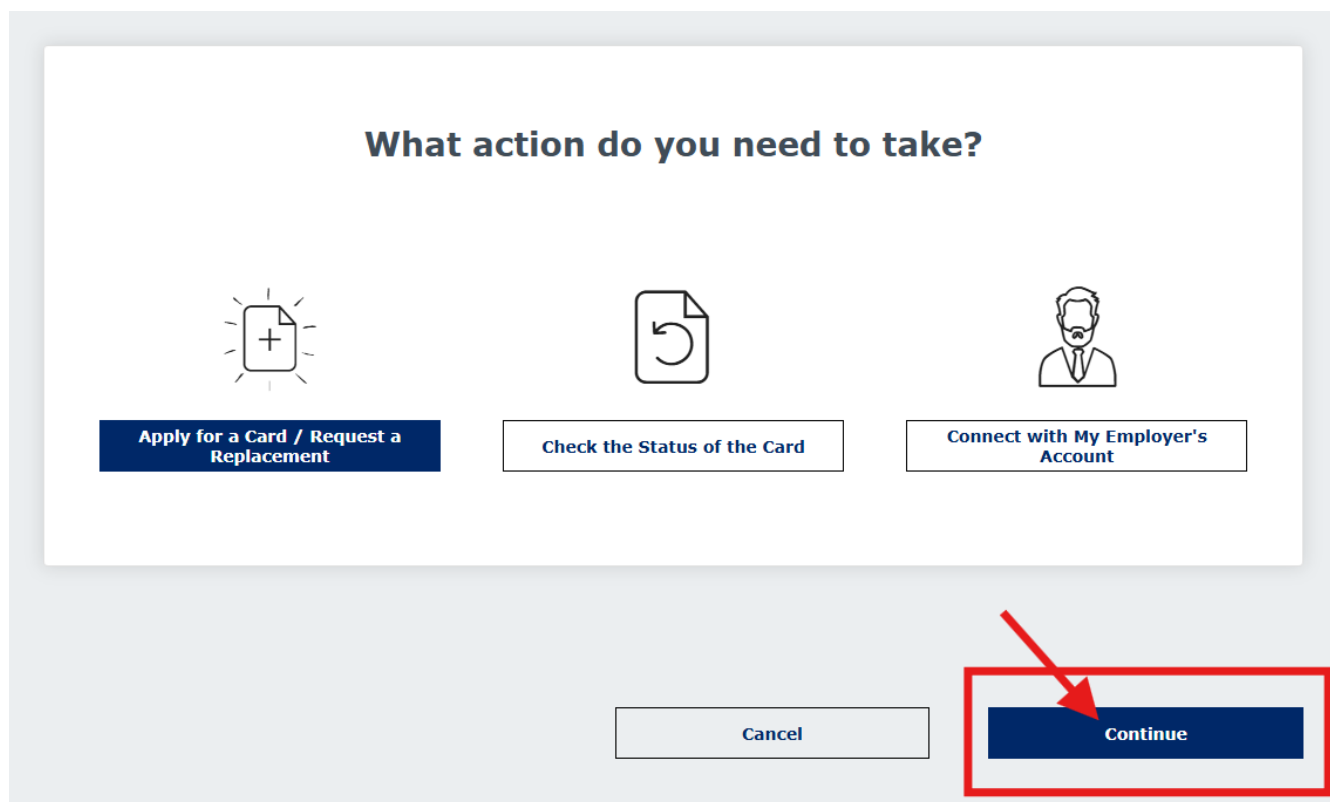 What action do you need to take?
Apply for a Card / Request a
Replacement
Check the Status of the Card
Connect with My Employer's
Account
Cancel
Continue